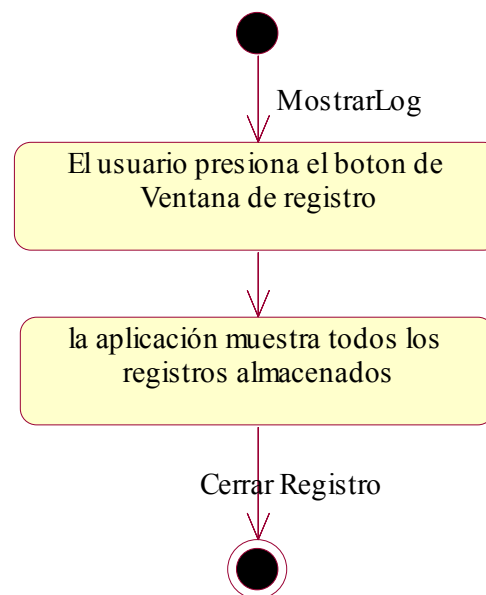 MostrarLog
El usuario presiona el boton de
Ventana de registro
la aplicación muestra todos los
registros almacenados
Cerrar Registro